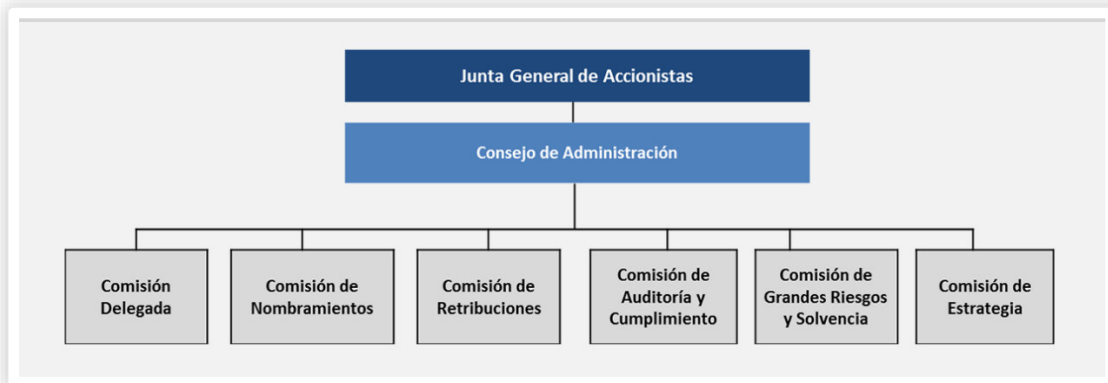 Junta General de Accionistas
Consejo de Administración
Comisión
Delegada
Comisión de
Nombramientos
Comisión de
Retribuciones
Comisión de
Auditoría y
Cumplimiento
Comisión de
Grandes Riesgos
y Solvencia
Comisión de
Estrategia